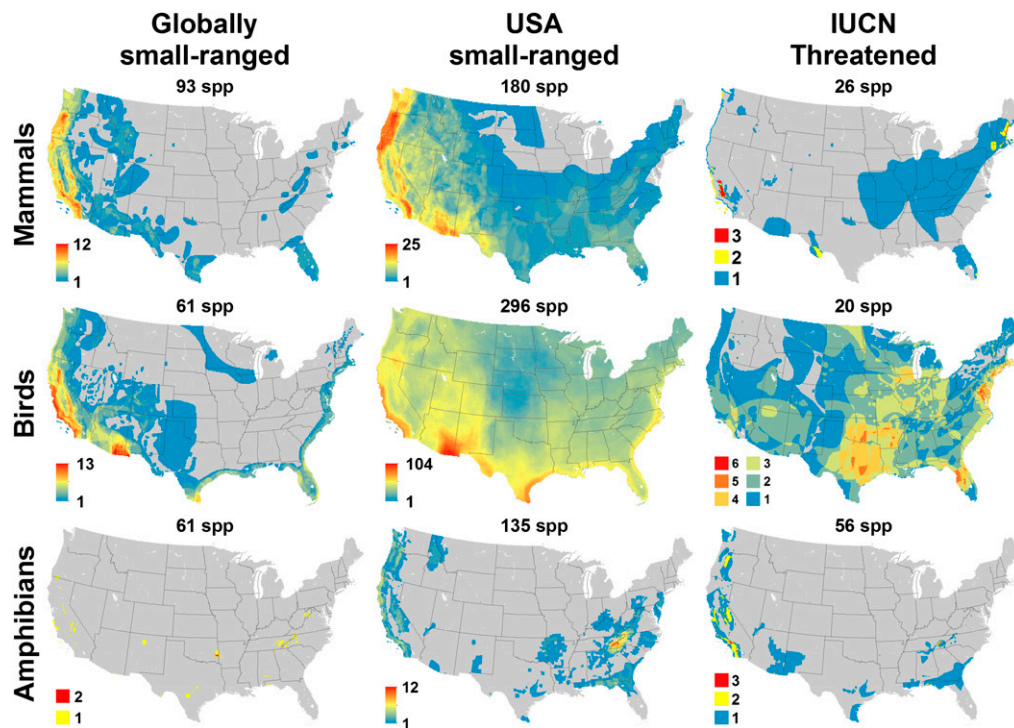 Globally
small-ranged
USA
small-ranged
IUCN
Threatened
Mammals
93 spp
12
1
180 spp
25
1
26 spp
3
2
1
Birds
61 spp
13
1
296 spp
104
1
20 spp
6 3
5 2
4 1
Amphibians
61 spp
2
1
135 spp
12
1
56 spp
3
2
1